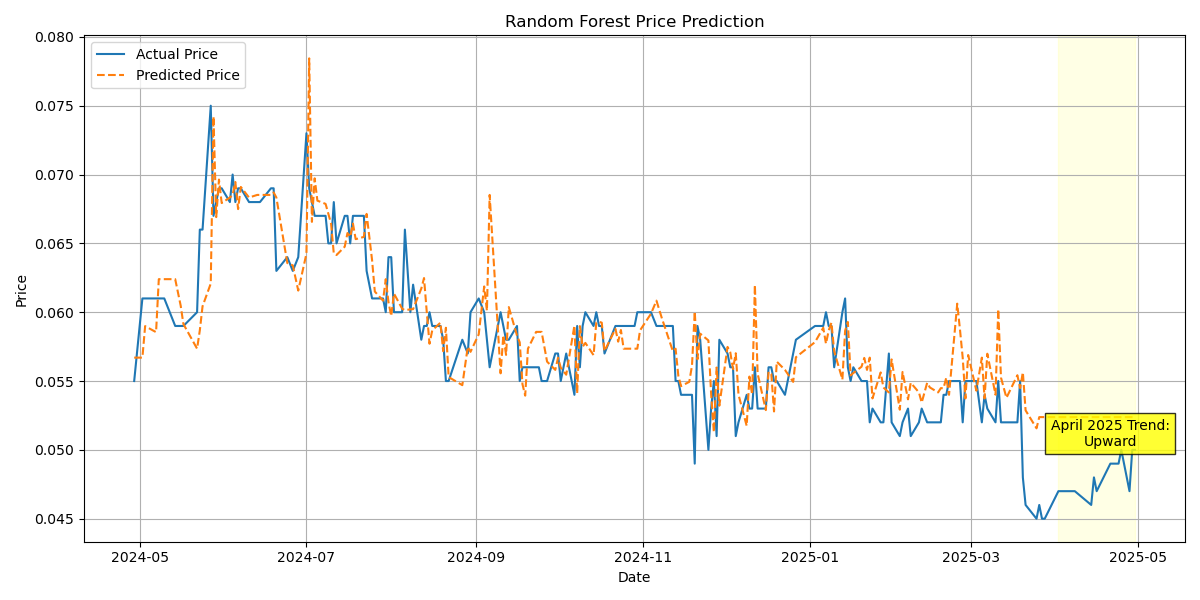 Random Forest Price Prediction
Actual Price
Predicted Price
Price
0.080
0.075
0.070
0.065
0.060
0.055
0.050
0.045
April 2025 Trend:
Upward
2024-05
2024-07
2024-09
2024-11
2025-01
2025-03
2025-05
Date